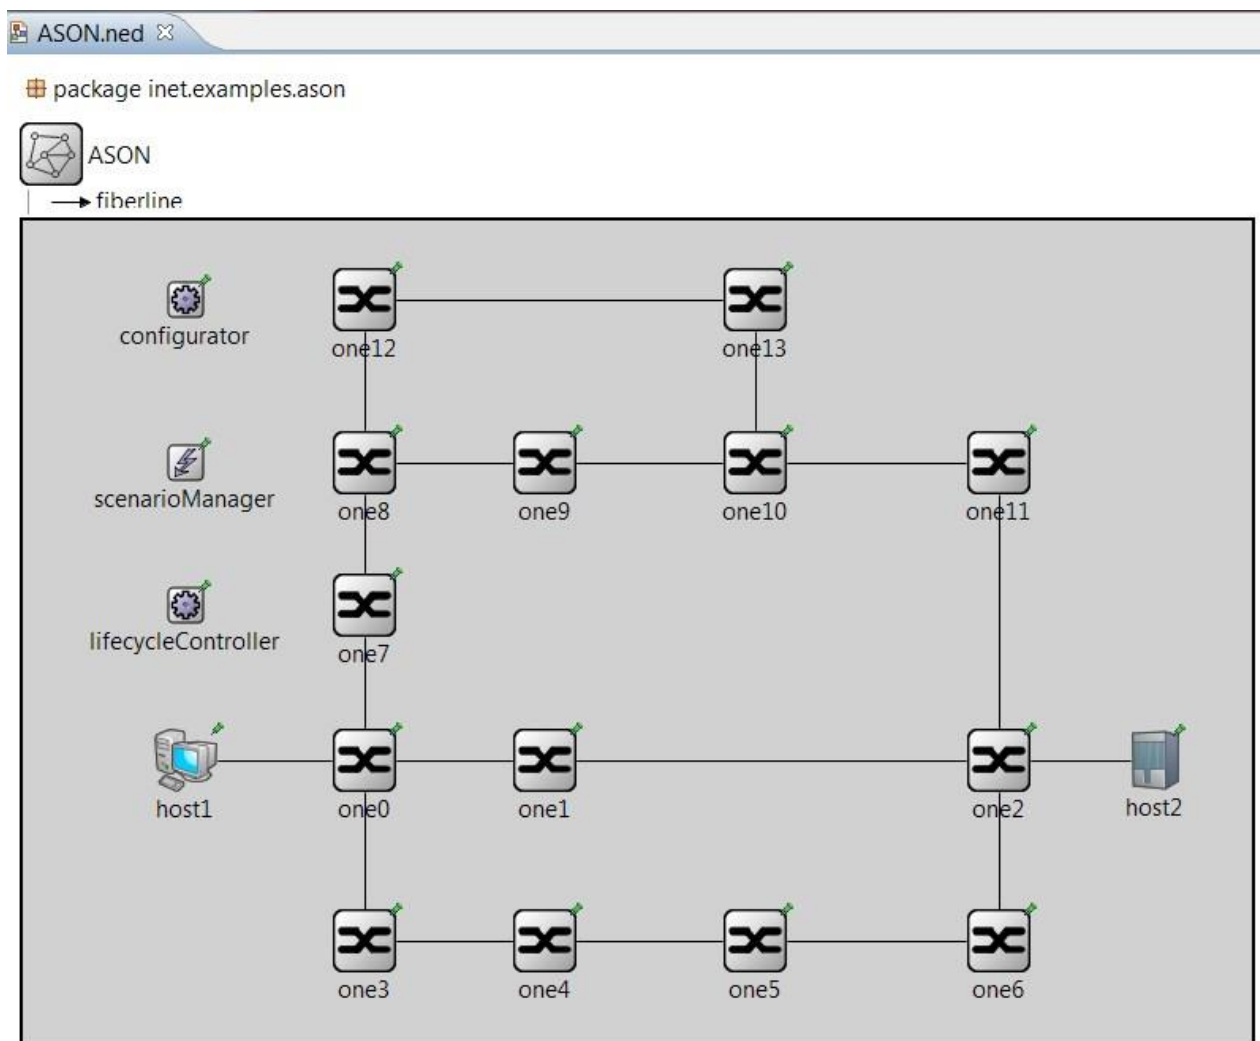 ASON.ned
package inet.examples.ason
ASON
fiberline
configurator
one12
one13
scenarioManager
one8
one9
one10
one11
lifecycleController
one7
host1
one0
one1
one2
host2
one3
one4
one5
one6